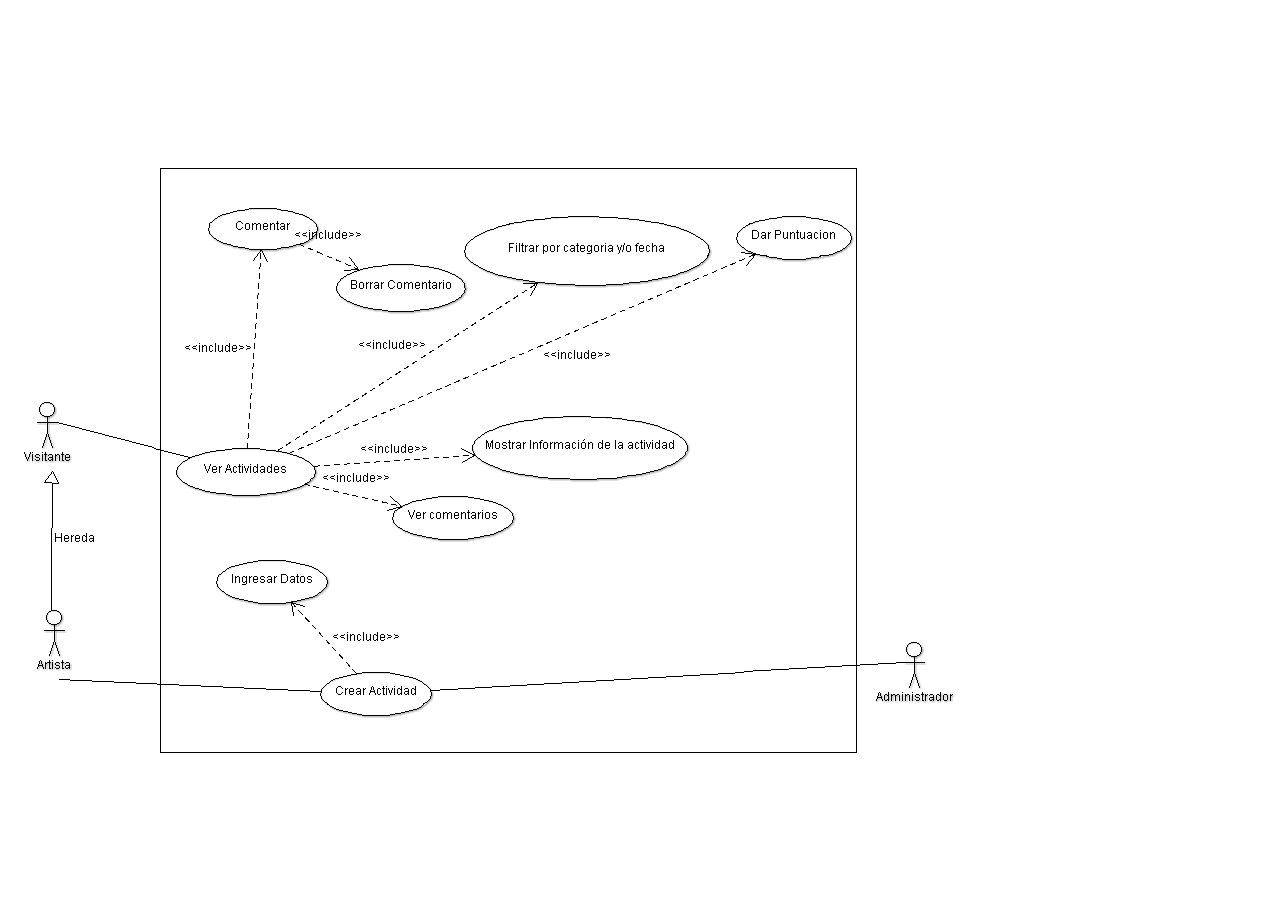 Comentar
<<include>>
Borrar Comentario
Filtrar por categoria y/o fecha
Dar Puntuacion
<<include>>
<<include>>
<<include>>
Visitante
Ver Actividades
<<include>>
Mostrar Información de la actividad
<<include>>
Ver comentarios
Hereda
Ingresar Datos
<<include>>
Artista
Crear Actividad
Administrador